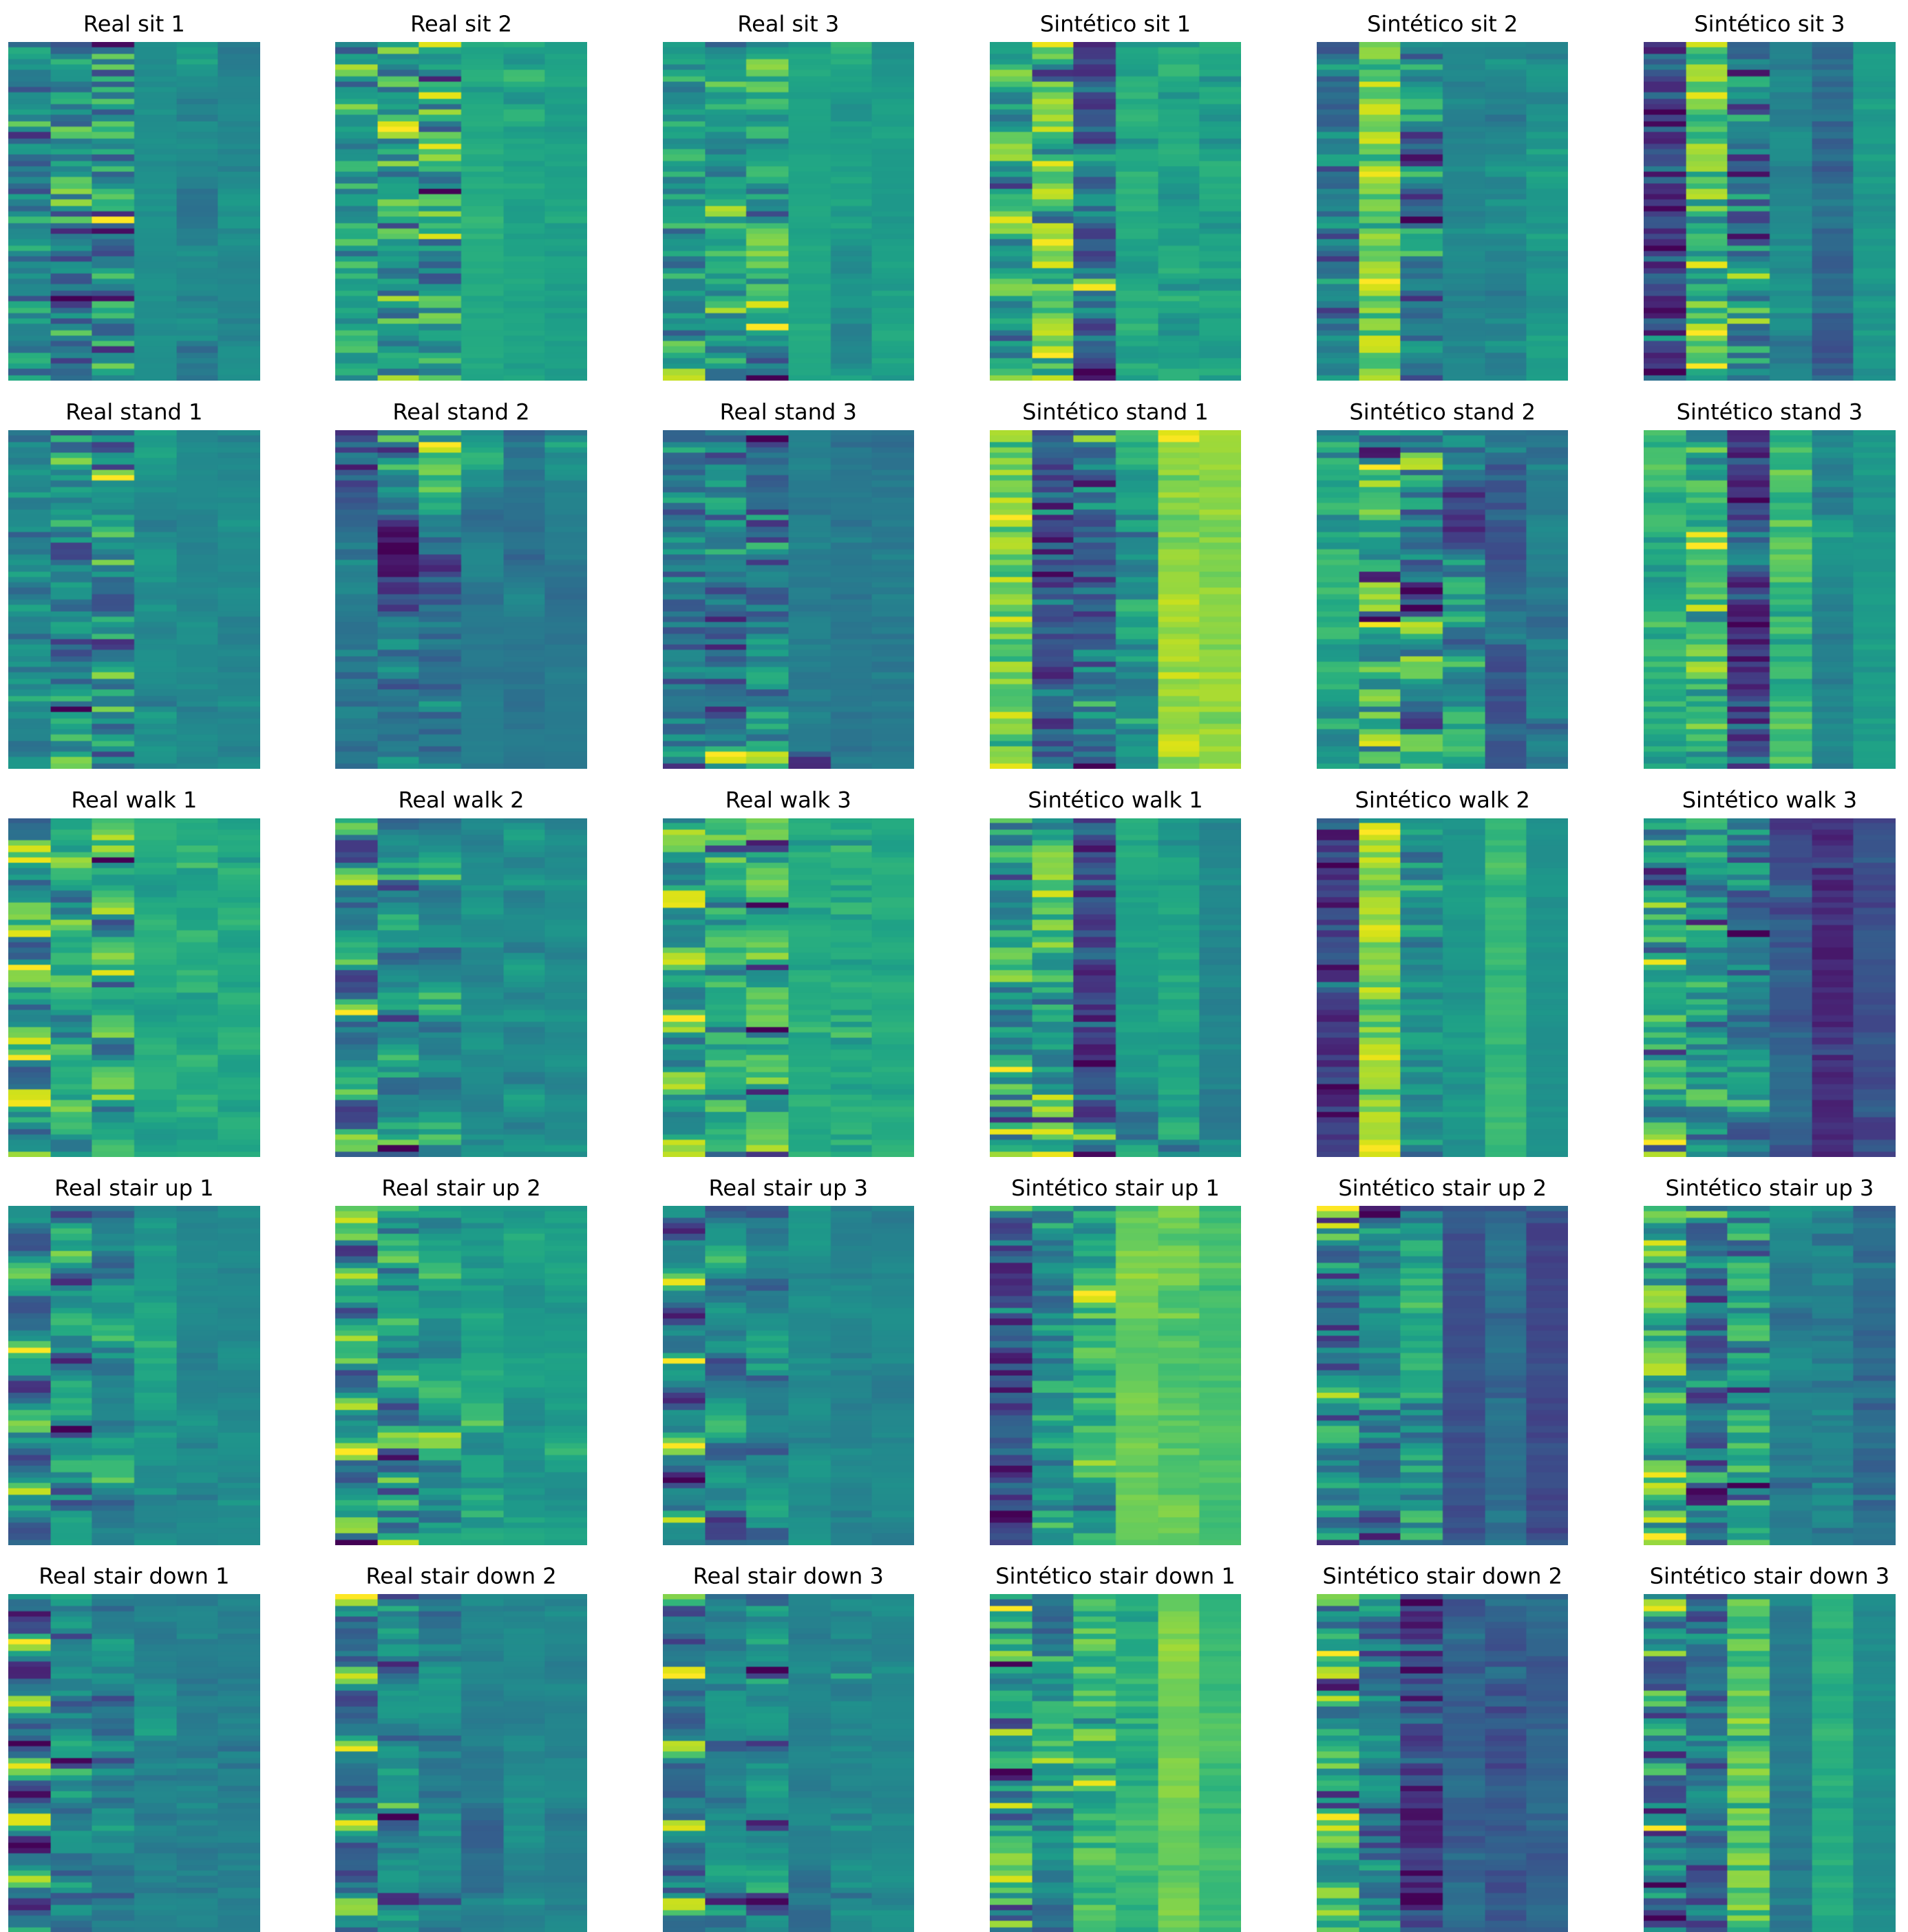 Real sit 1
Real sit 2
Real sit 3
Sintético sit 1
Sintético sit 2
Sintético sit 3
Real stand 1
Real stand 2
Real stand 3
Sintético stand 1
Sintético stand 2
Sintético stand 3
Real walk 1
Real walk 2
Real walk 3
Sintético walk 1
Sintético walk 2
Sintético walk 3
Real stair up 1
Real stair up 2
Real stair up 3
Sintético stair up 1
Sintético stair up 2
Sintético stair up 3
Real stair down 1
Real stair down 2
Real stair down 3
Sintético stair down 1
Sintético stair down 2
Sintético stair down 3